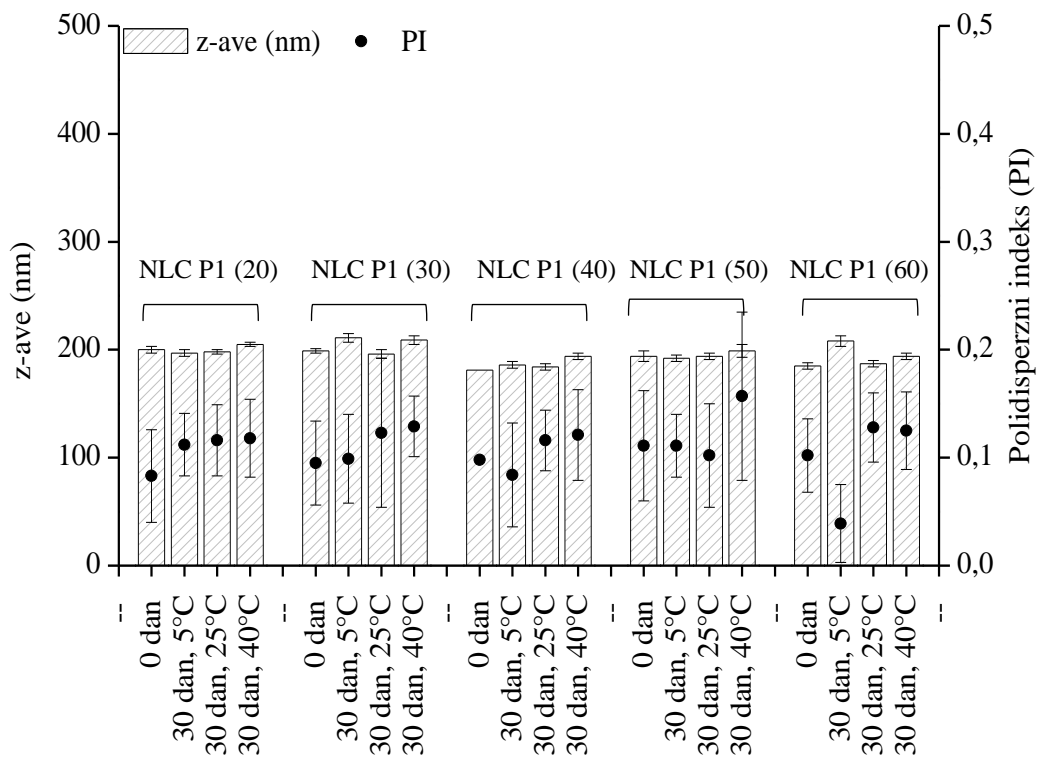 500
400
300
200
100
0
z-ave (nm)
z-ave (nm)
PI
NLC P1 (20)
NLC P1 (30)
NLC P1 (40)
NLC P1 (50)
NLC P1 (60)
0,5
0,4
0,3
0,2
0,1
0,0
Polidisperzni indeks (PI)
--
0 dan
30 dan, 5°C
30 dan, 25°C
30 dan, 40°C
--
0 dan
30 dan, 5°C
30 dan, 25°C
30 dan, 40°C
--
0 dan
30 dan, 5°C
30 dan, 25°C
30 dan, 40°C
--
0 dan
30 dan, 5°C
30 dan, 25°C
30 dan, 40°C
--
0 dan
30 dan, 5°C
30 dan, 25°C
30 dan, 40°C
--